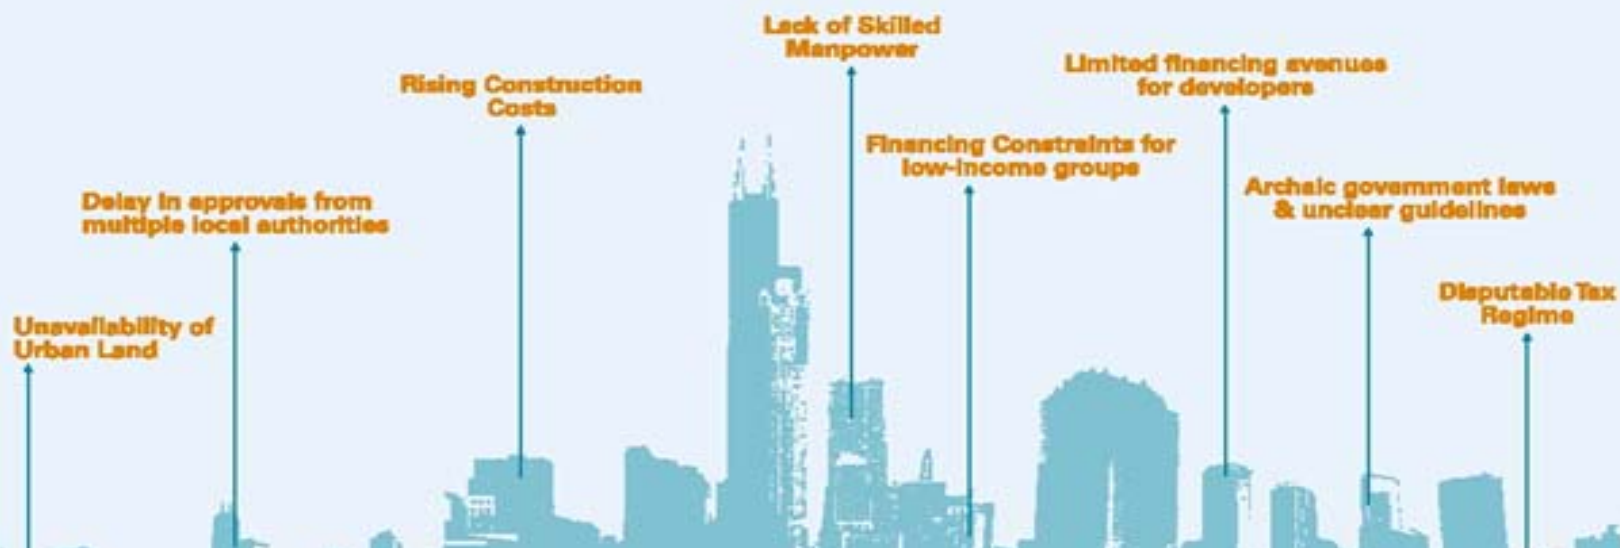 Lack of Skilled
Manpower
Limited financing avenues
for developers
Rising Construction
Costs
Financing Constraints for
low-income groups
Archaic government laws
& unclear guidelines
Delay in approvals from
multiple local authorities
Disputable Tax
Regime
Unavailability of
Urban Land